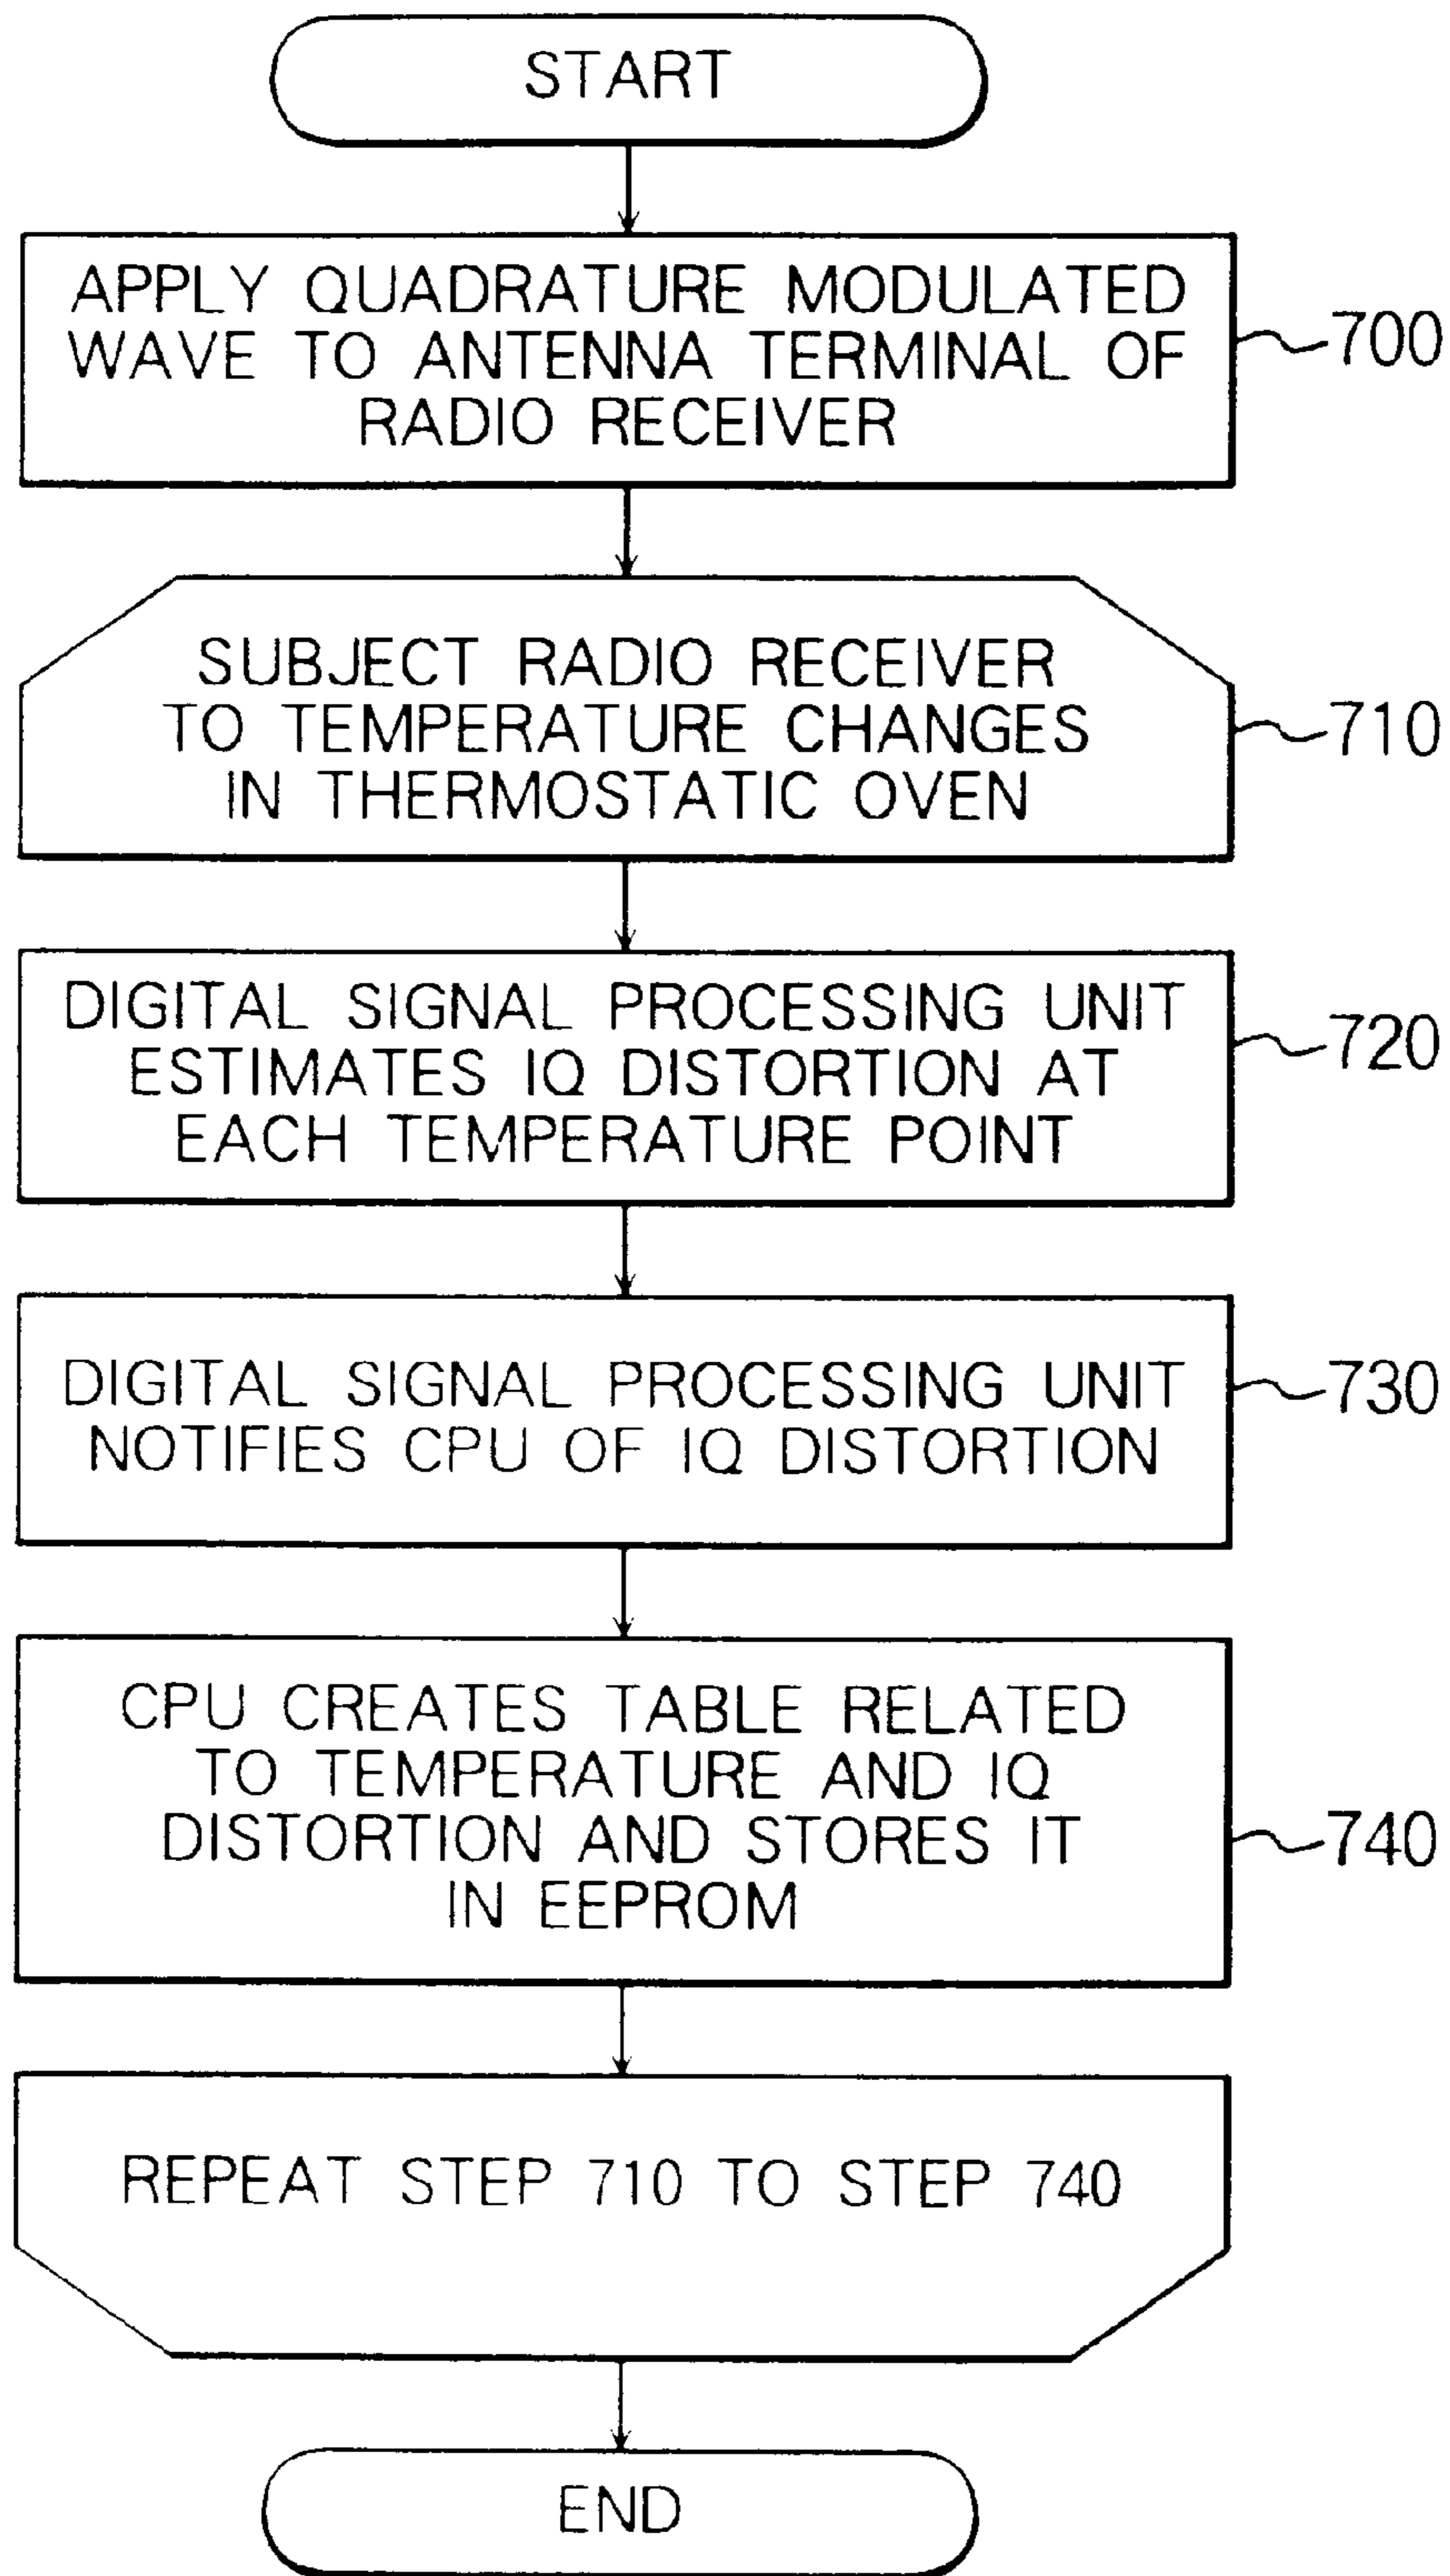 START
APPLY QUADRATURE MODULATED
WAVE TO ANTENNA TERMINAL OF
RADIO RECEIVER
700
SUBJECT RADIO RECEIVER
TO TEMPERATURE CHANGES
IN THERMOSTATIC OVEN
710
DIGITAL SIGNAL PROCESSING UNIT
ESTIMATES IQ DISTORTION AT
EACH TEMPERATURE POINT
720
DIGITAL SIGNAL PROCESSING UNIT
NOTIFIES CPU OF IQ DISTORTION
730
CPU CREATES TABLE RELATED
TO TEMPERATURE AND IQ
DISTORTION AND STORES IT
IN EEPROM
740
REPEAT STEP 710 TO STEP 740
END